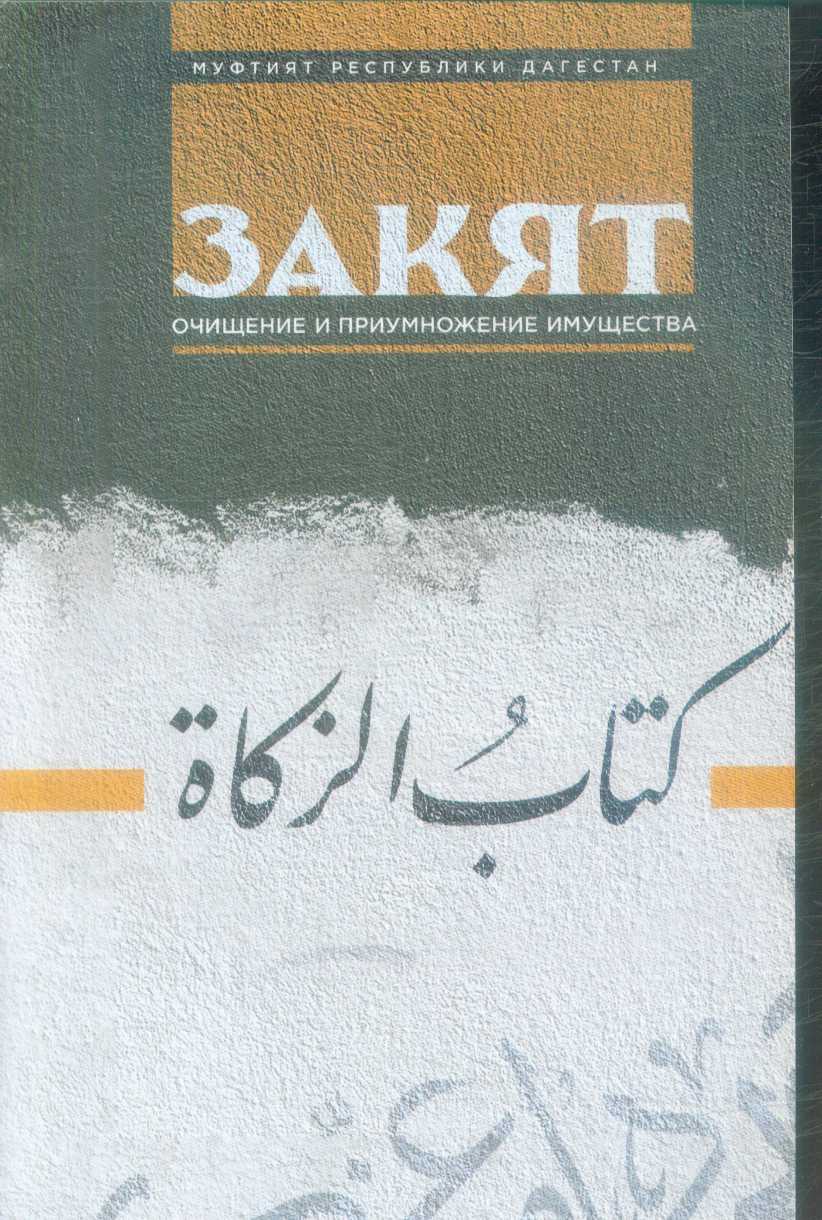 МУФТИЯТ РЕСПУБЛИКИ ДАГЕСТАН
ЗАКЯТ
ОЧИЩЕНИЕ И ПРИУМНОЖЕНИЕ ИМУЩЕСТВА
كتابُ الزكاة